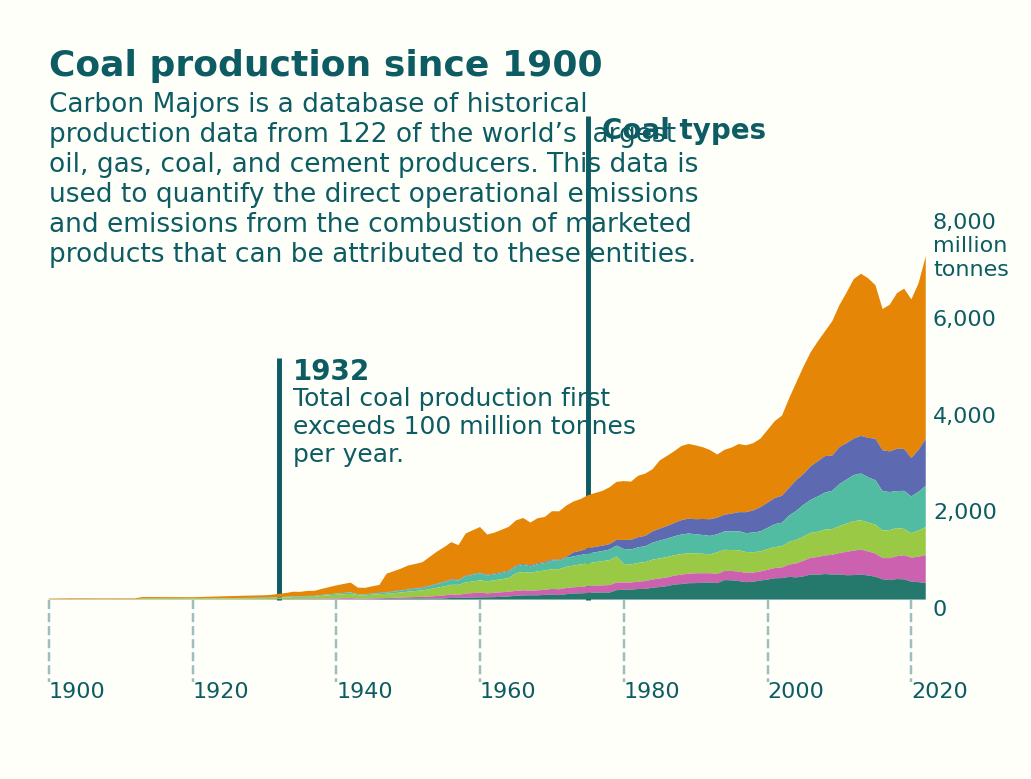 Coal production since 1900
Carbon Majors is a database of historical
production data from 122 of the world’s largest
oil, gas, coal, and cement producers. This data is
used to quantify the direct operational emissions
and emissions from the combustion of marketed
products that can be attributed to these entities.
Coal types
8,000
million
tonnes
6,000
4,000
2,000
0
1932
Total coal production first
exceeds 100 million tonnes
per year.
1900
1920
1940
1960
1980
2000
2020